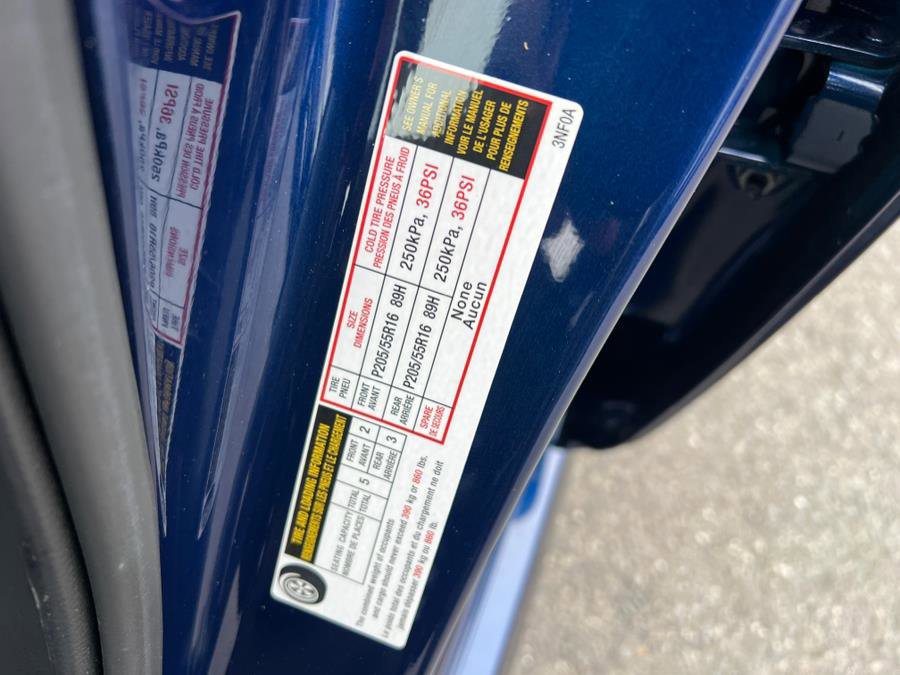 TIRE AND LOADING INFORMATION
RENSEIGNEMENTS SUR LES PNEUS ET LE CHARGEMENT
SEATING CAPACITY
NOMBRE DE PLACES
TOTAL
TOTAL
5
FRONT
AVANT
2
REAR
ARRIÈRE
3
The combined weight of occupants
and cargo should never exceed 390 kg or 860 lbs.
Le poids total des occupants et du chargement ne doit
jamais dépasser 390 kg ou 860 lb.
TIRE
PNEU
SIZE
DIMENSIONS
COLD TIRE PRESSURE
PRESSION DES PNEUS À FROID
FRONT
AVANT
P205/55R16 89H
250kPa, 36PSI
REAR
ARRIÈRE
P205/55R16 89H
250kPa, 36PSI
SPARE
DE SECOURS
None
Aucun
SEE OWNER'S
MANUAL FOR
ADDITIONAL
INFORMATION
VOIR LE MANUEL
DE L'USAGER
POUR PLUS DE
RENSEIGNEMENTS
3NF0A